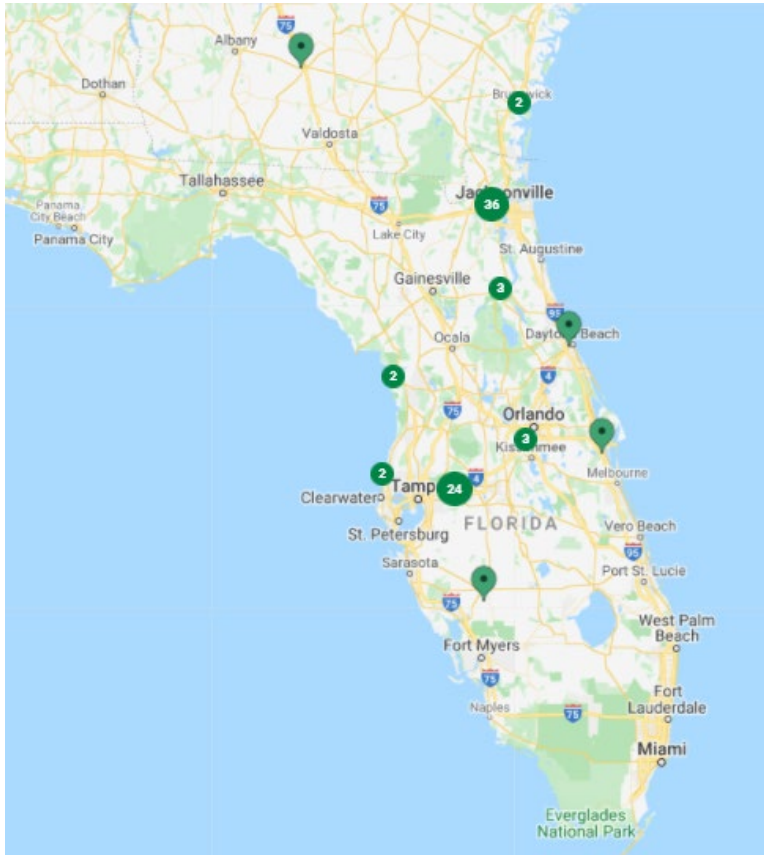 75
Albany
Dothan
Brunswick
2
Valdosta
Tallahassee
Jacksonville
36
75
Panama
City Beach
Panama City
Lake City
St. Augustine
Gainesville
3
95
Daytona Beach
Ocala
2
4
75
Orlando
3
Kissimmee
2
Melbourne
4
Clearwater
Tampa
24
FLORIDA
St. Petersburg
Vero Beach
95
Sarasota
Port St. Lucie
75
West Palm
Beach
Fort Myers
75
Fort
Lauderdale
Naples
75
Miami
Everglades
National Park